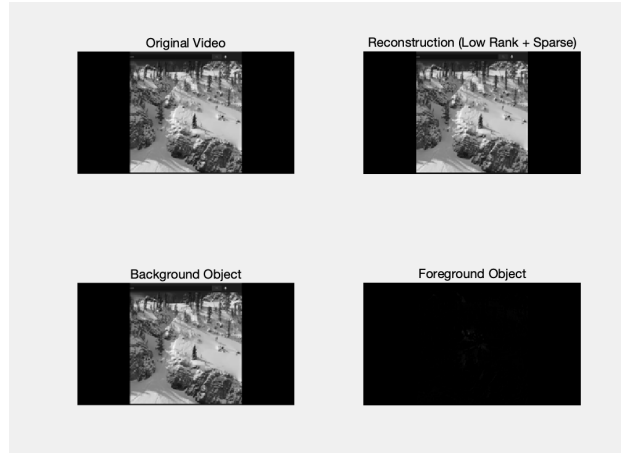 Original Video
Reconstruction (Low Rank + Sparse)
Background Object
Foreground Object